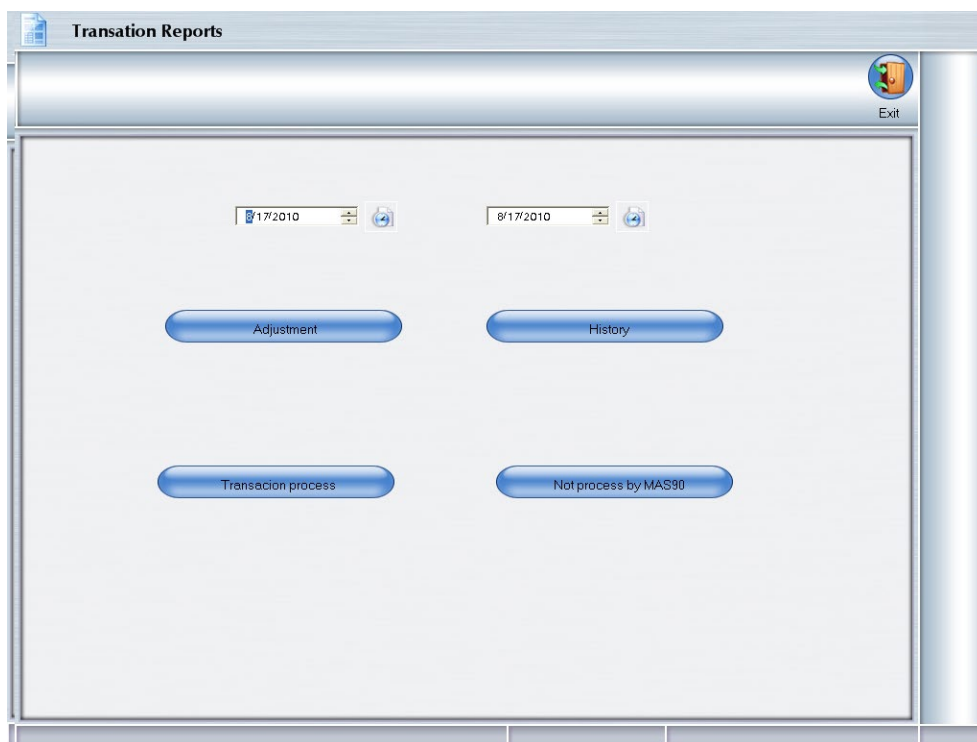 Transation Reports
Exit
8/17/2010 8/17/2010
Adjustment History
Transacion process Not process by MAS90